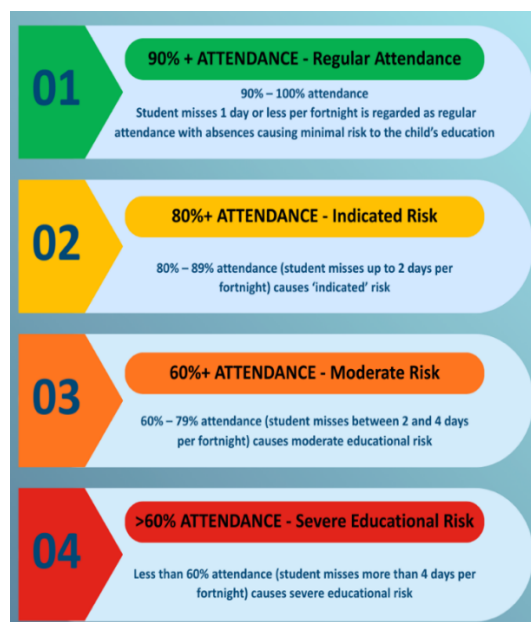 01
90% + ATTENDANCE - Regular Attendance
90% – 100% attendance
Student misses 1 day or less per fortnight is regarded as regular
attendance with absences causing minimal risk to the child's education
02
80%+ ATTENDANCE - Indicated Risk
80% – 89% attendance (student misses up to 2 days per
fortnight) causes 'indicated' risk
03
60%+ ATTENDANCE - Moderate Risk
60% – 79% attendance (student misses between 2 and 4 days
per fortnight) causes moderate educational risk
04
>60% ATTENDANCE - Severe Educational Risk
Less than 60% attendance (student misses more than 4 days per
fortnight) causes severe educational risk